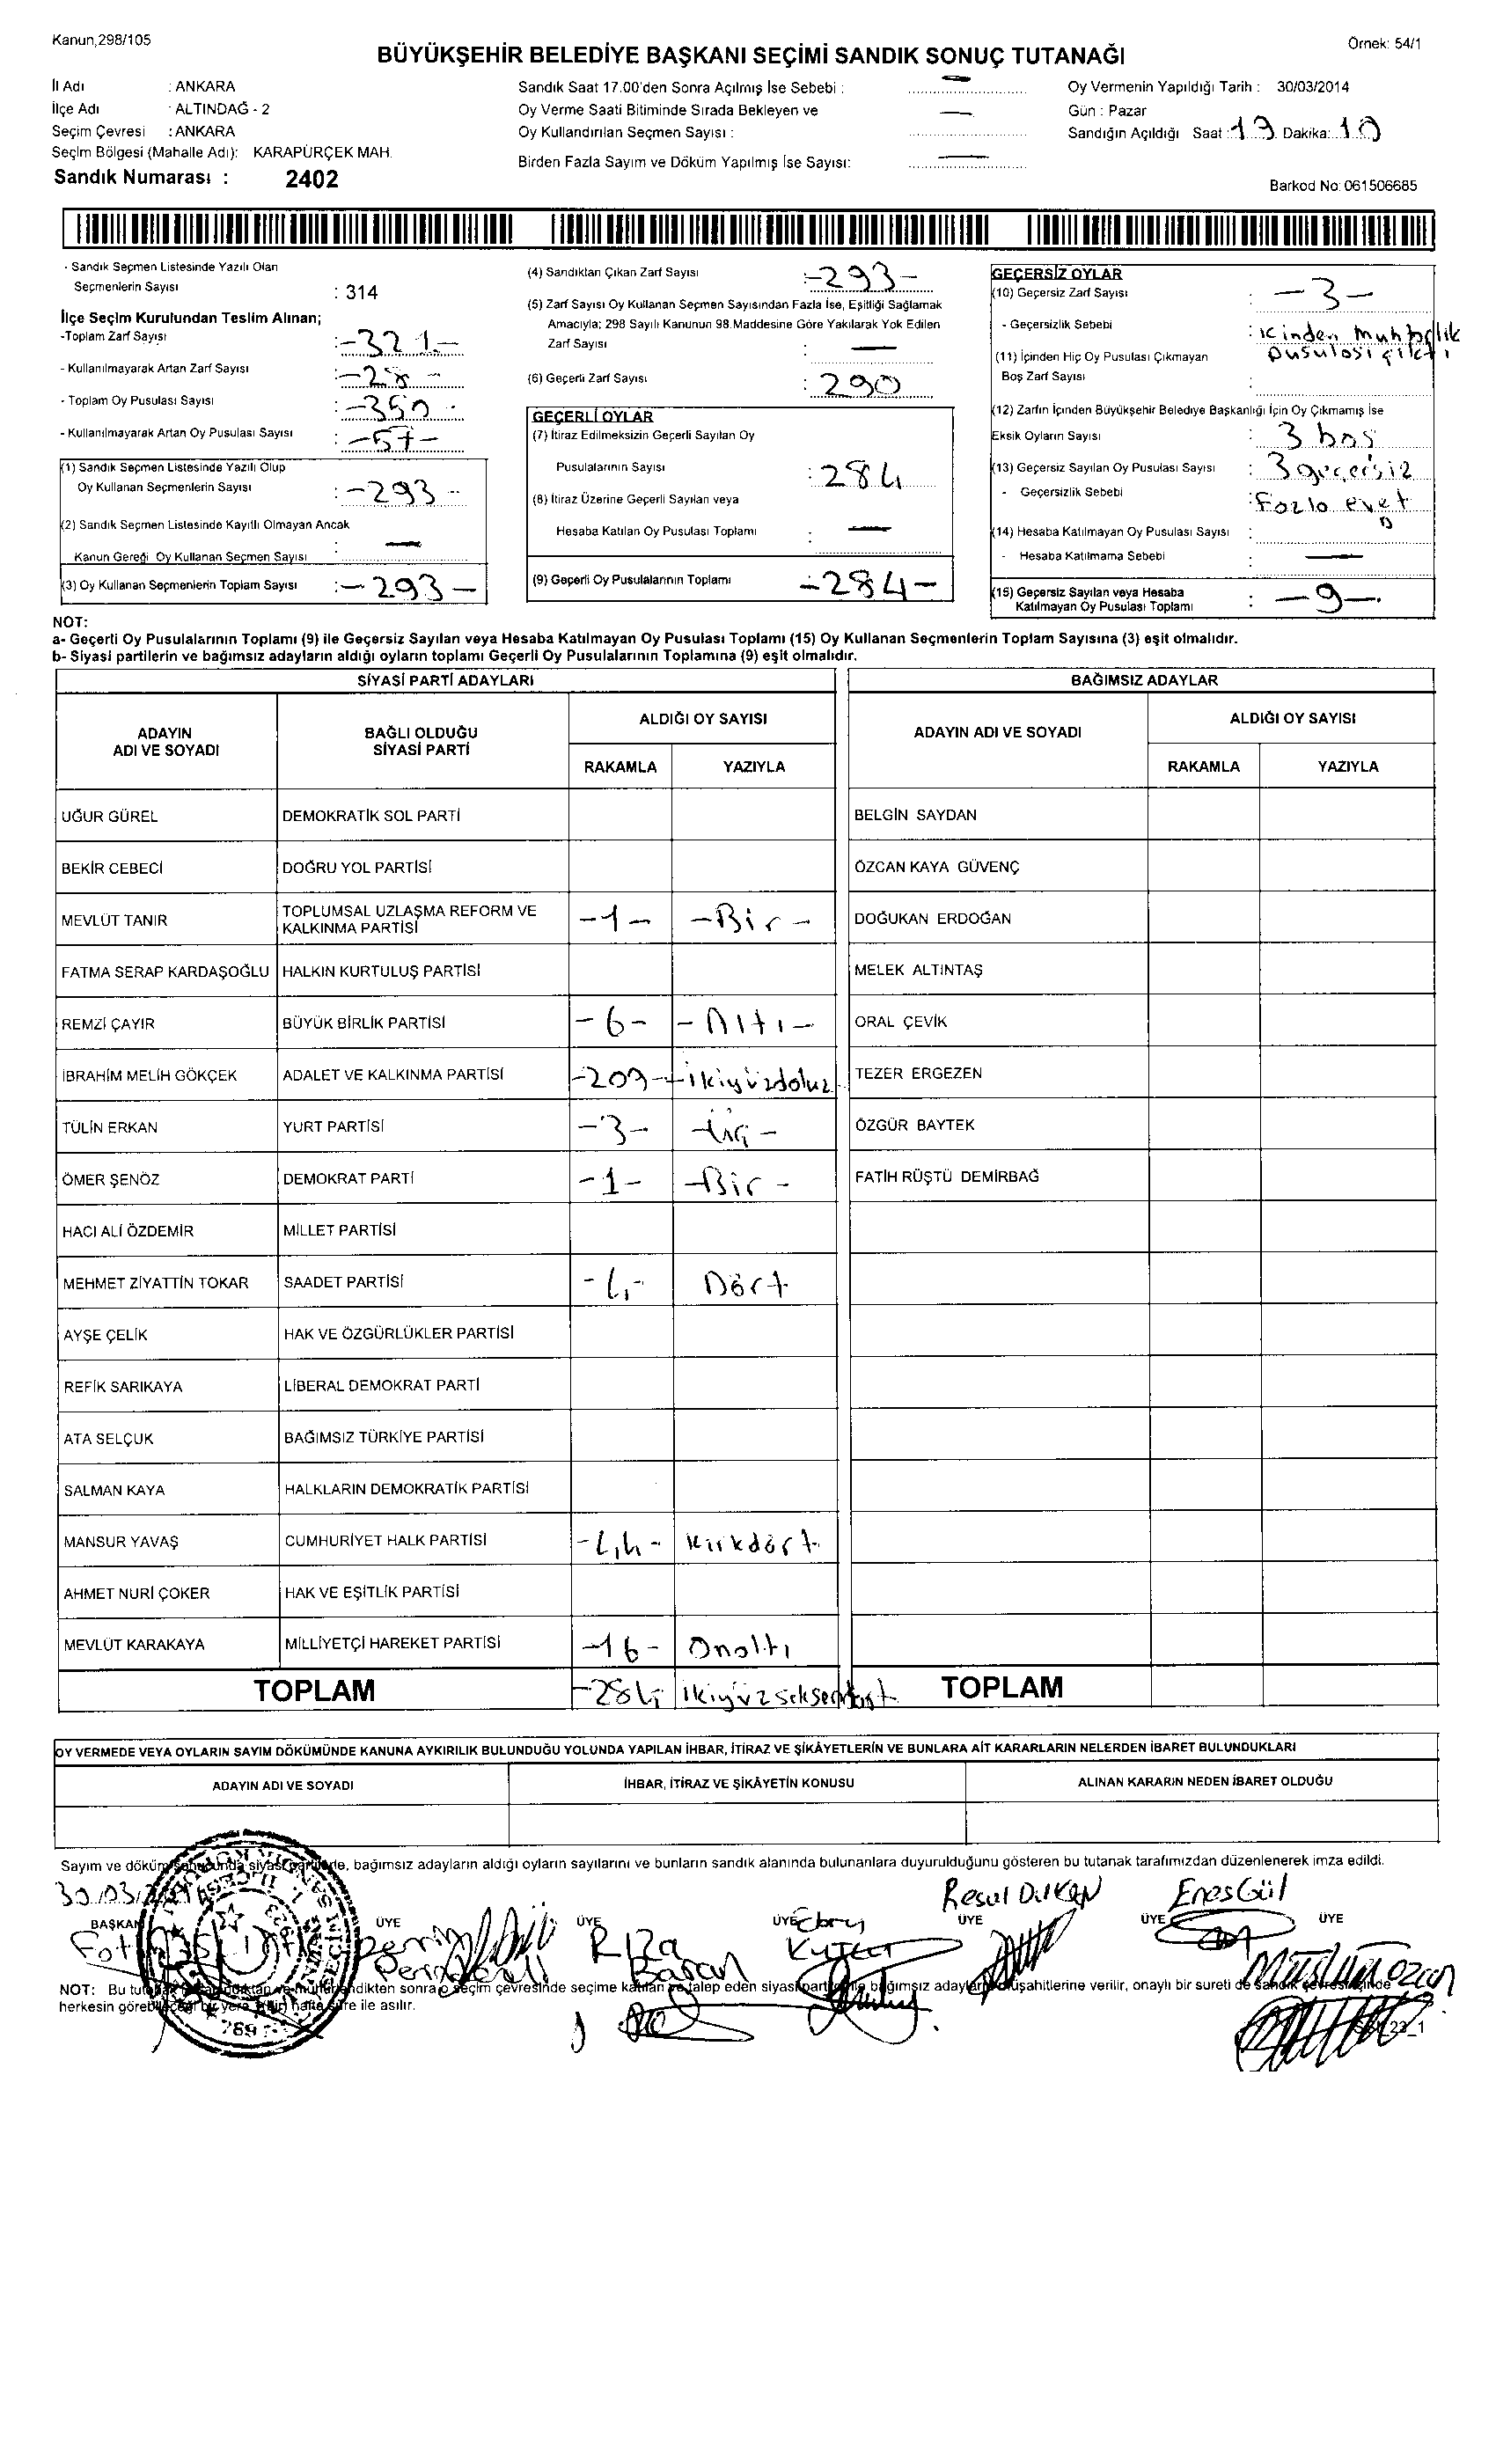 Kanun,298/105
Örnek: 54/1
BÜYÜKŞEHİR BELEDİYE BAŞKANI SEÇİMİ SANDIK SONUÇ TUTANAĞI
İl Adı : ANKARA
İlçe Adı : ALTINDAĞ - 2
Seçim Çevresi : ANKARA
Seçim Bölgesi (Mahalle Adı): KARAPÜRÇEK MAH.
Sandık Numarası : 2402
Sandık Saat 17.00'den Sonra Açılmış İse Sebebi : —
Oy Verme Saati Bitiminde Sırada Bekleyen ve
Oy Kullandırılan Seçmen Sayısı : —
Birden Fazla Sayım ve Döküm Yapılmış İse Sayısı: —
Oy Vermenin Yapıldığı Tarih : 30/03/2014
Gün : Pazar
Sandığın Açıldığı Saat : 19 Dakika: 10
Barkod No: 061506685
- Sandık Seçmen Listesinde Yazılı Olan
Seçmenlerin Sayısı : 314
İlçe Seçim Kurulundan Teslim Alınan;
-Toplam Zarf Sayısı : -321-
- Kullanılmayarak Artan Zarf Sayısı : -28-
- Toplam Oy Pusulası Sayısı : -350-
- Kullanılmayarak Artan Oy Pusulası Sayısı : -57-
(1) Sandık Seçmen Listesinde Yazılı Olup
Oy Kullanan Seçmenlerin Sayısı : -293-
(2) Sandık Seçmen Listesinde Kayıtlı Olmayan Ancak
Kanun Gereği Oy Kullanan Seçmen Sayısı : —
(3) Oy Kullanan Seçmenlerin Toplam Sayısı : -293-
(4) Sandıktan Çıkan Zarf Sayısı : -293-
(5) Zarf Sayısı Oy Kullanan Seçmen Sayısından Fazla İse, Eşitliği Sağlamak
Amacıyla; 298 Sayılı Kanunun 98.Maddesine Göre Yakılarak Yok Edilen
Zarf Sayısı : —
(6) Geçerli Zarf Sayısı : 290
GEÇERLİ OYLAR
(7) İtiraz Edilmeksizin Geçerli Sayılan Oy
Pusulalarının Sayısı : 284
(8) İtiraz Üzerine Geçerli Sayılan veya
Hesaba Katılan Oy Pusulası Toplamı : —
(9) Geçerli Oy Pusulalarının Toplamı -284-
GEÇERSİZ OYLAR
(10) Geçersiz Zarf Sayısı : -3-
- Geçersizlik Sebebi : içinden muhtarlik
pusulası çıktı
(11) İçinden Hiç Oy Pusulası Çıkmayan
Boş Zarf Sayısı :
(12) Zarfın İçinden Büyükşehir Belediye Başkanlığı İçin Oy Çıkmamış İse
Eksik Oyların Sayısı : 3 boş
(13) Geçersiz Sayılan Oy Pusulası Sayısı : 3 geçersiz
- Geçersizlik Sebebi : Fazla evet
(14) Hesaba Katılmayan Oy Pusulası Sayısı :
- Hesaba Katılmama Sebebi : —
(15) Geçersiz Sayılan veya Hesaba
Katılmayan Oy Pusulası Toplamı : -9-
NOT:
a- Geçerli Oy Pusulalarının Toplamı (9) ile Geçersiz Sayılan veya Hesaba Katılmayan Oy Pusulası Toplamı (15) Oy Kullanan Seçmenlerin Toplam Sayısına (3) eşit olmalıdır.
b- Siyasi partilerin ve bağımsız adayların aldığı oyların toplamı Geçerli Oy Pusulalarının Toplamına (9) eşit olmalıdır.
SİYASİ PARTİ ADAYLARI
ADAYIN ADI VE SOYADI BAĞLI OLDUĞU SİYASİ PARTİ ALDIĞI OY SAYISI
RAKAMLA YAZIYLA
UĞUR GÜREL DEMOKRATİK SOL PARTİ
BEKİR CEBECİ DOĞRU YOL PARTİSİ
MEVLÜT TANIR TOPLUMSAL UZLAŞMA REFORM VE KALKINMA PARTİSİ -1- -Bir-
FATMA SERAP KARDAŞOĞLU HALKIN KURTULUŞ PARTİSİ
REMZİ ÇAYIR BÜYÜK BİRLİK PARTİSİ -6- -Altı-
İBRAHİM MELİH GÖKÇEK ADALET VE KALKINMA PARTİSİ -209- ikiyüzdokuz
TÜLİN ERKAN YURT PARTİSİ -3- -üç-
ÖMER ŞENÖZ DEMOKRAT PARTİ -1- -Bir-
HACI ALİ ÖZDEMİR MİLLET PARTİSİ
MEHMET ZİYATTİN TOKAR SAADET PARTİSİ -4- Dört
AYŞE ÇELİK HAK VE ÖZGÜRLÜKLER PARTİSİ
REFİK SARIKAYA LİBERAL DEMOKRAT PARTİ
ATA SELÇUK BAĞIMSIZ TÜRKİYE PARTİSİ
SALMAN KAYA HALKLARIN DEMOKRATİK PARTİSİ
MANSUR YAVAŞ CUMHURİYET HALK PARTİSİ -44- kırkdört
AHMET NURİ ÇOKER HAK VE EŞİTLİK PARTİSİ
MEVLÜT KARAKAYA MİLLİYETÇİ HAREKET PARTİSİ -16- Onaltı
TOPLAM -284 ikiyüzseksendört
BAĞIMSIZ ADAYLAR
ADAYIN ADI VE SOYADI ALDIĞI OY SAYISI
RAKAMLA YAZIYLA
BELGİN SAYDAN
ÖZCAN KAYA GÜVENÇ
DOĞUKAN ERDOĞAN
MELEK ALTINTAŞ
ORAL ÇEVİK
TEZER ERGEZEN
ÖZGÜR BAYTEK
FATİH RÜŞTÜ DEMİRBAĞ
TOPLAM
OY VERMEDE VEYA OYLARIN SAYIM DÖKÜMÜNDE KANUNA AYKIRILIK BULUNDUĞU YOLUNDA YAPILAN İHBAR, İTİRAZ VE ŞİKÂYETLERİN VE BUNLARA AİT KARARLARIN NELERDEN İBARET BULUNDUKLARI
ADAYIN ADI VE SOYADI İHBAR, İTİRAZ VE ŞİKÂYETİN KONUSU ALINAN KARARIN NEDEN İBARET OLDUĞU
Sayım ve döküm sonucunda siyasi partilerle, bağımsız adayların aldığı oyların sayılarını ve bunların sandık alanında bulunanlara duyurulduğunu gösteren bu tutanak tarafımızdan düzenlenerek imza edildi.
30.03/
Resul Enes Gül
BAŞKAN ÜYE ÜYE ÜYE ÜYE ÜYE ÜYE
Rıza Baran Ebru
Özcan
NOT: Bu tutanak dikten sonra seçim çevresinde seçime katılan ve talep eden siyasi parti ile bağımsız aday müşahitlerine verilir, onaylı bir sureti de sandık çevresinde
herkesin görebileceği bir yere bir hafta süre ile asılır.